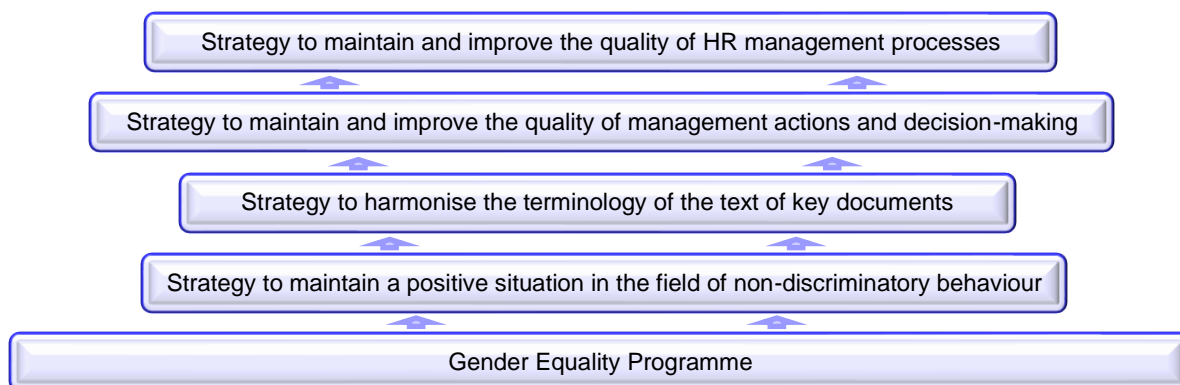 Strategy to maintain and improve the quality of HR management processes
Strategy to maintain and improve the quality of management actions and decision-making
Strategy to harmonise the terminology of the text of key documents
Strategy to maintain a positive situation in the field of non-discriminatory behaviour
Gender Equality Programme